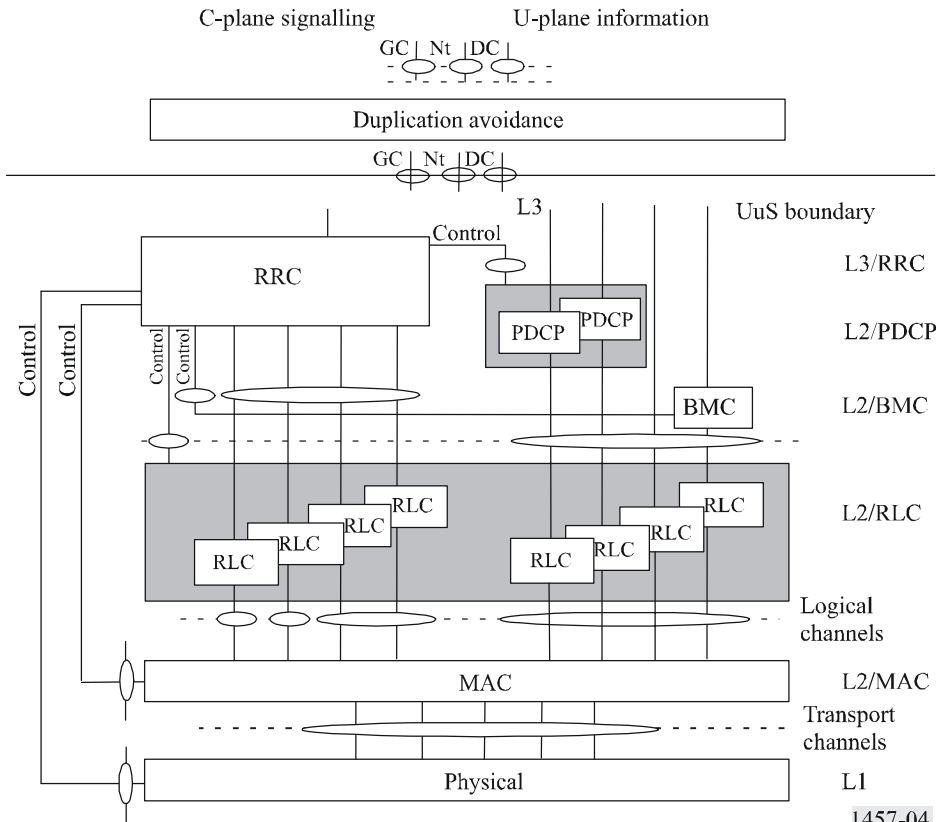 C-plane signalling
U-plane information
GC Nt DC
Duplication avoidance
GC Nt DC
L3
UuS boundary
Control
RRC
L3/RRC
PDCP
PDCP
L2/PDCP
Control
Control
Control
Control
BMC
L2/BMC
RLC
RLC
RLC
RLC
RLC
RLC
RLC
RLC
L2/RLC
Logical
channels
MAC
L2/MAC
Transport
channels
Physical
L1
1457-04